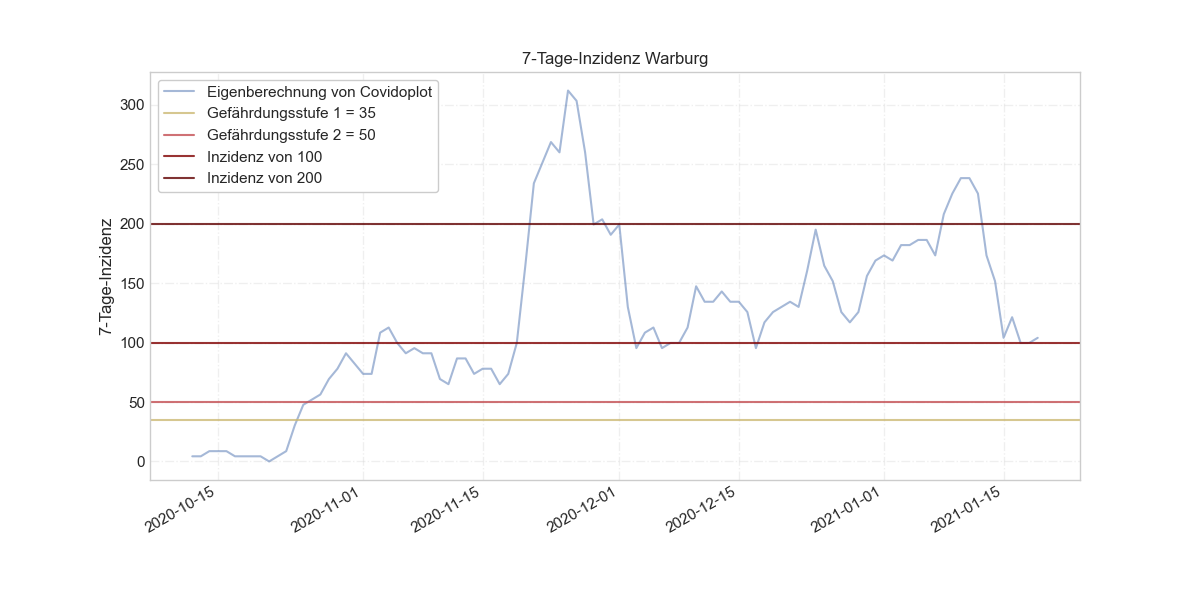 7-Tage-Inzidenz Warburg
Eigenberechnung von Covidoplot
Gefährdungsstufe 1 = 35
Gefährdungsstufe 2 = 50
Inzidenz von 100
Inzidenz von 200
7-Tage-Inzidenz
300
250
200
150
100
50
0
2020-10-15
2020-11-01
2020-11-15
2020-12-01
2020-12-15
2021-01-01
2021-01-15